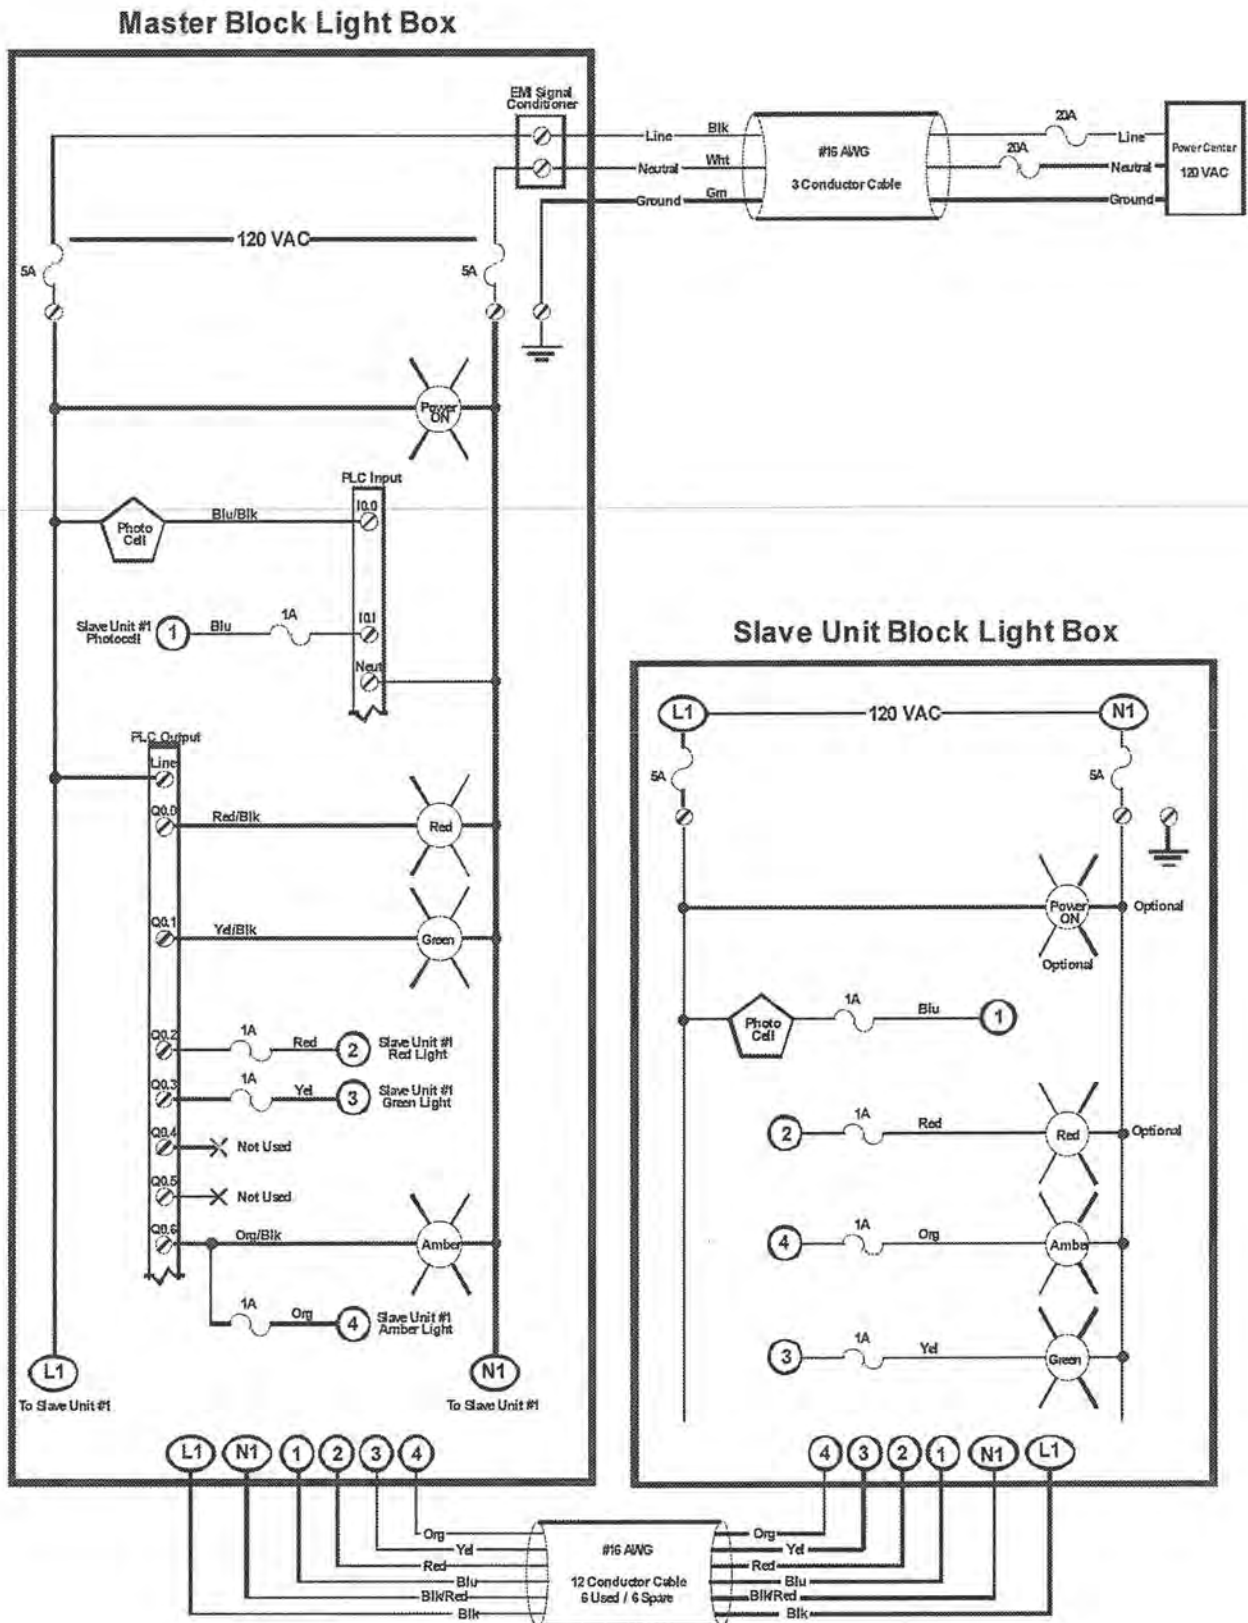 Master Block Light Box
EMI Signal
Conditioner
Line
Blk
Neutral
Wht
Ground
Grn
#16 AWG
3 Conductor Cable
20A
Line
20A
Neutral
Ground
Power Center
120 VAC
120 VAC
5A
5A
Power
ON
PLC Input
I0.0
Photo
Cell
Blu/Blk
Slave Unit #1
Photocell
1
Blu
1A
I0.1
Neut
PLC Output
Line
Q0.0
Red/Blk
Red
Q0.1
Yel/Blk
Green
Q0.2
1A
Red
2
Slave Unit #1
Red Light
Q0.3
1A
Yel
3
Slave Unit #1
Green Light
Q0.4
Not Used
Q0.5
Not Used
Q0.6
Org/Blk
Amber
1A
Org
4
Slave Unit #1
Amber Light
L1
To Slave Unit #1
N1
To Slave Unit #1
L1 N1 1 2 3 4
Slave Unit Block Light Box
L1
120 VAC
N1
5A
5A
Power
ON
Optional
Optional
Photo
Cell
1A
Blu
1
2
1A
Red
Red
Optional
4
1A
Org
Amber
3
1A
Yel
Green
4 3 2 1 N1 L1
Org
Yel
Red
Blu
Blk/Red
Blk
#16 AWG
12 Conductor Cable
6 Used / 6 Spare
Org
Yel
Red
Blu
Blk/Red
Blk